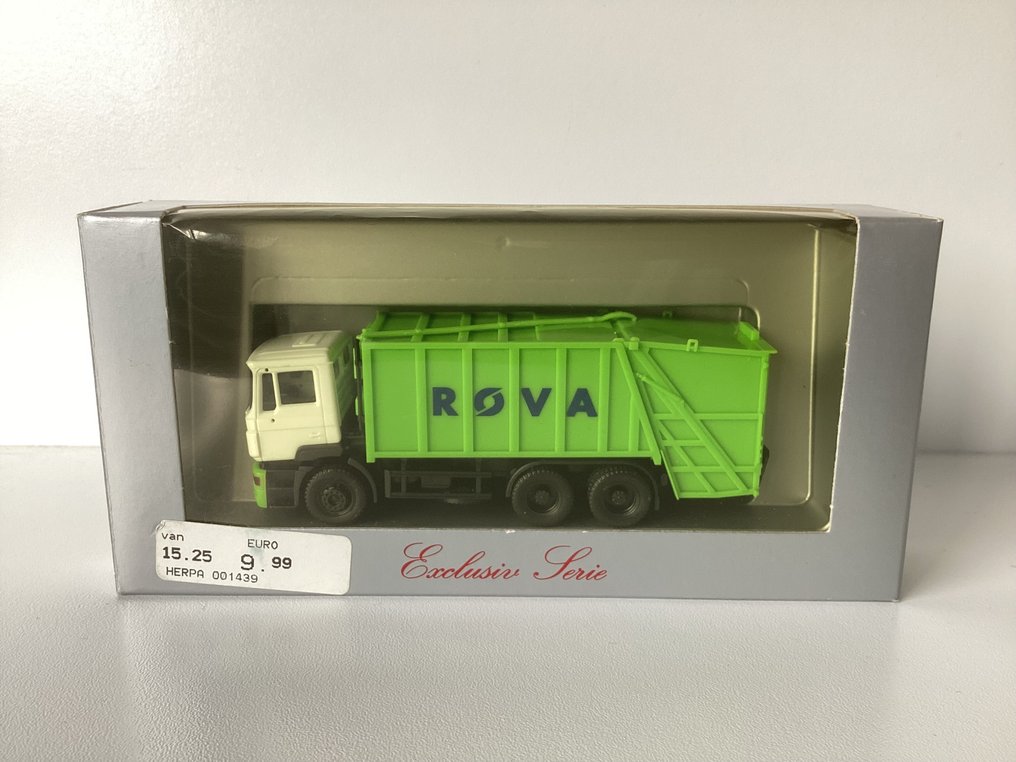 RØVA
van EURO
15.25 9.99
HERPA 001439
Exclusiv Serie